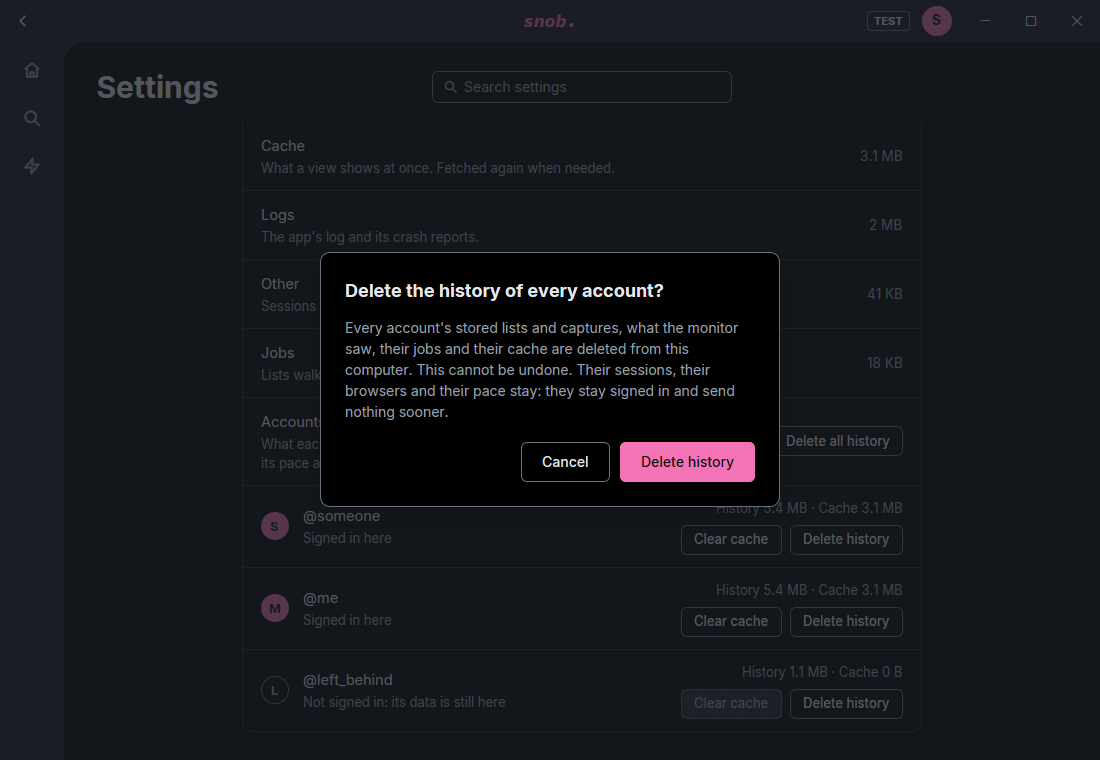 snob.
TEST
S
Settings
Search settings
Cache
What a view shows at once. Fetched again when needed.
3.1 MB
Logs
The app's log and its crash reports.
2 MB
Other
Sessions
41 KB
Jobs
Lists walk
18 KB
Accounts
What eac
its pace a
Delete all history
Delete the history of every account?
Every account's stored lists and captures, what the monitor
saw, their jobs and their cache are deleted from this
computer. This cannot be undone. Their sessions, their
browsers and their pace stay: they stay signed in and send
nothing sooner.
Cancel
Delete history
S
@someone
Signed in here
History 5.4 MB · Cache 3.1 MB
Clear cache
Delete history
M
@me
Signed in here
History 5.4 MB · Cache 3.1 MB
Clear cache
Delete history
L
@left_behind
Not signed in: its data is still here
History 1.1 MB · Cache 0 B
Clear cache
Delete history